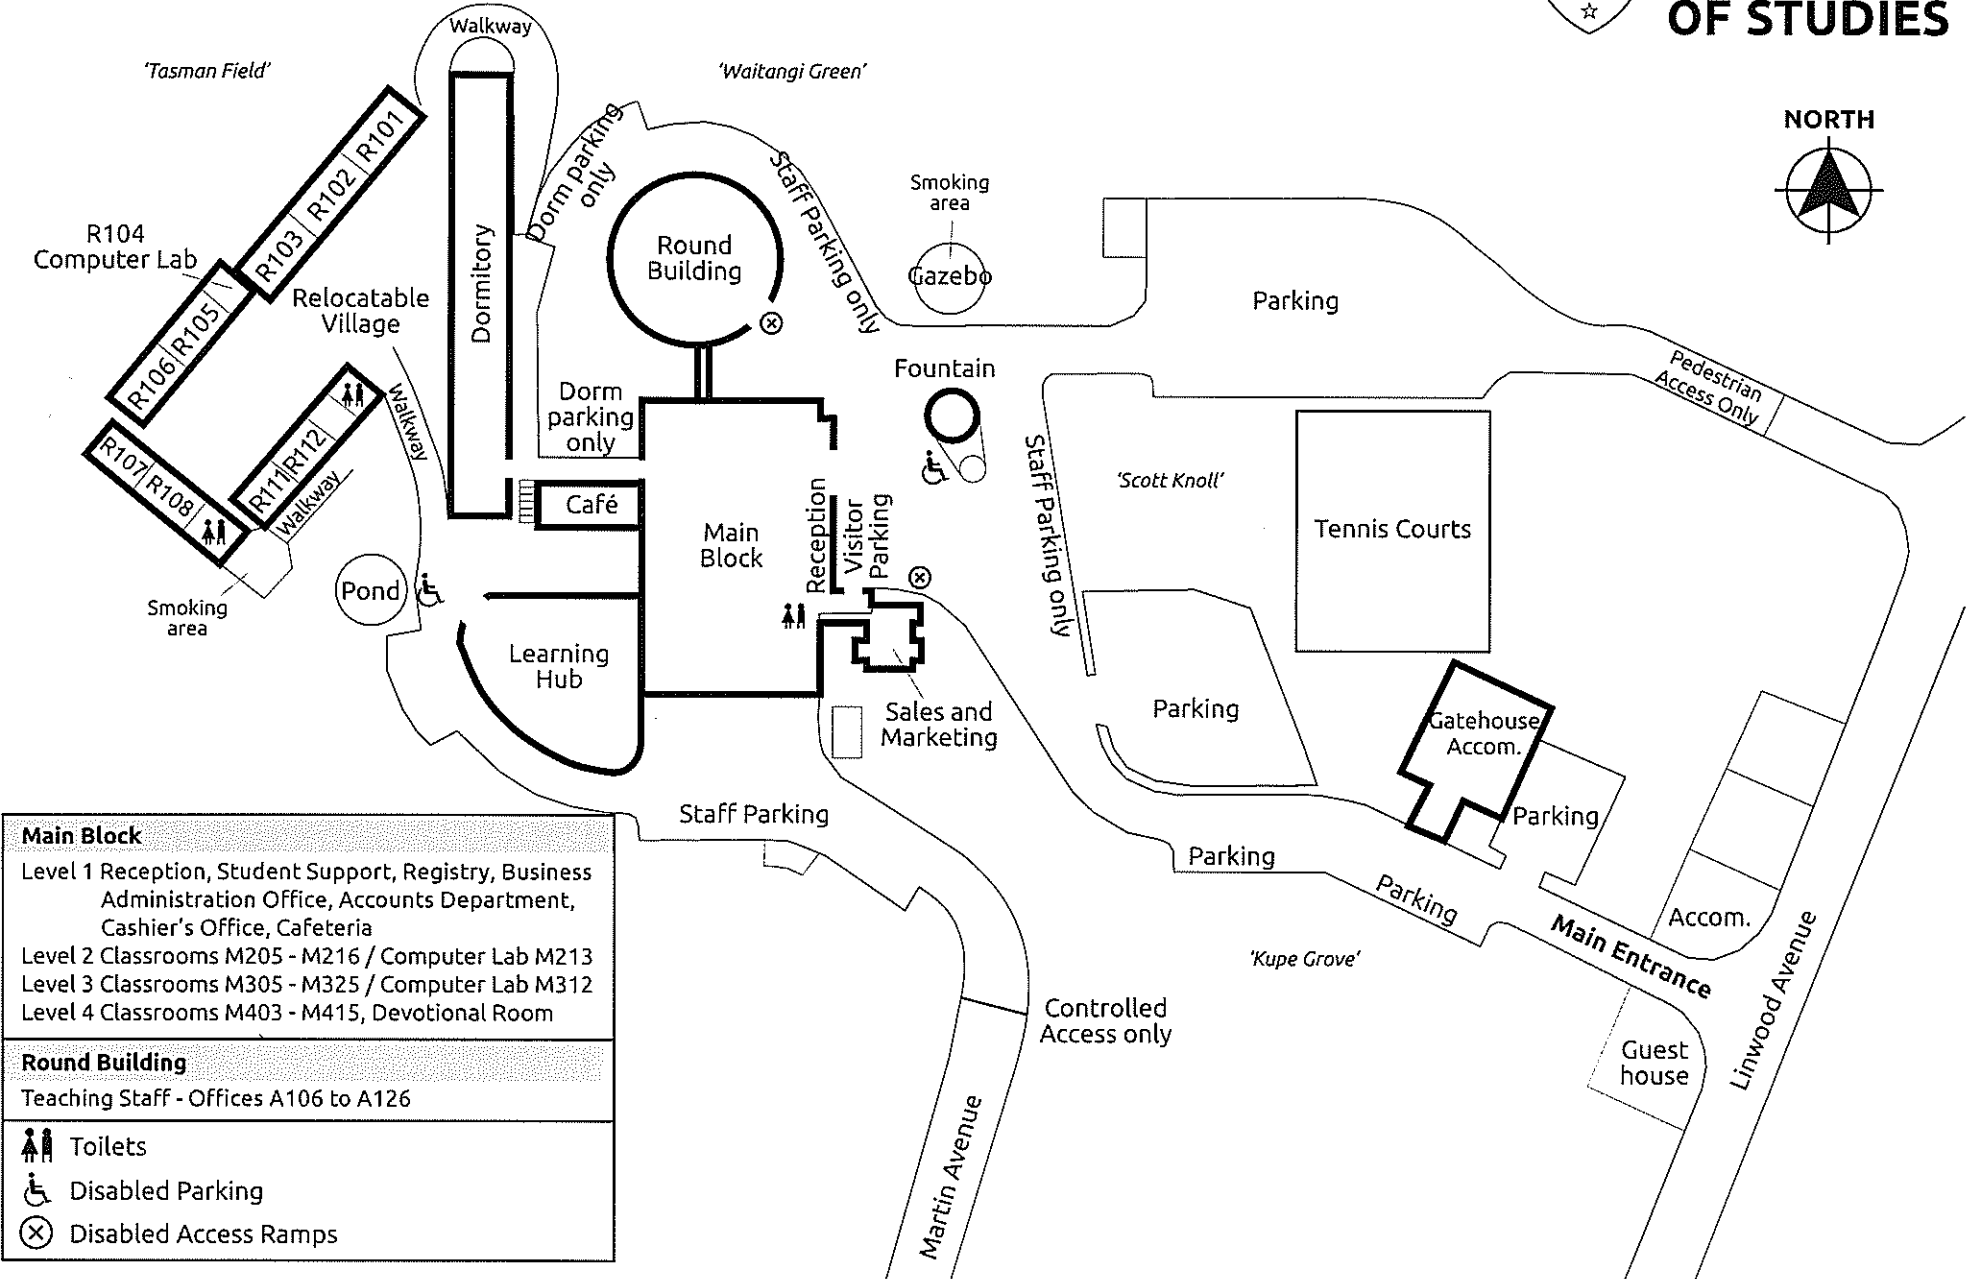 OF STUDIES
Walkway
'Tasman Field'
'Waitangi Green'
NORTH
R101
R102
R103
Dorm parking
only
Staff Parking only
Smoking
area
Gazebo
R104
Computer Lab
Round
Building
Dormitory
Relocatable
Village
Parking
R105
R106
Fountain
Pedestrian
Access Only
Walkway
Dorm
parking
only
R107
R108
R111
R112
Walkway
Café
Main
Block
Reception
Visitor
Parking
Staff Parking only
'Scott Knoll'
Tennis Courts
Pond
Smoking
area
Learning
Hub
Sales and
Marketing
Parking
Gatehouse
Accom.
Parking
Staff Parking
Parking
Parking
Accom.
Main Entrance
'Kupe Grove'
Linwood Avenue
Controlled
Access only
Guest
house
Martin Avenue
Main Block
Level 1 Reception, Student Support, Registry, Business
Administration Office, Accounts Department,
Cashier's Office, Cafeteria
Level 2 Classrooms M205 - M216 / Computer Lab M213
Level 3 Classrooms M305 - M325 / Computer Lab M312
Level 4 Classrooms M403 - M415, Devotional Room
Round Building
Teaching Staff - Offices A106 to A126
Toilets
Disabled Parking
Disabled Access Ramps